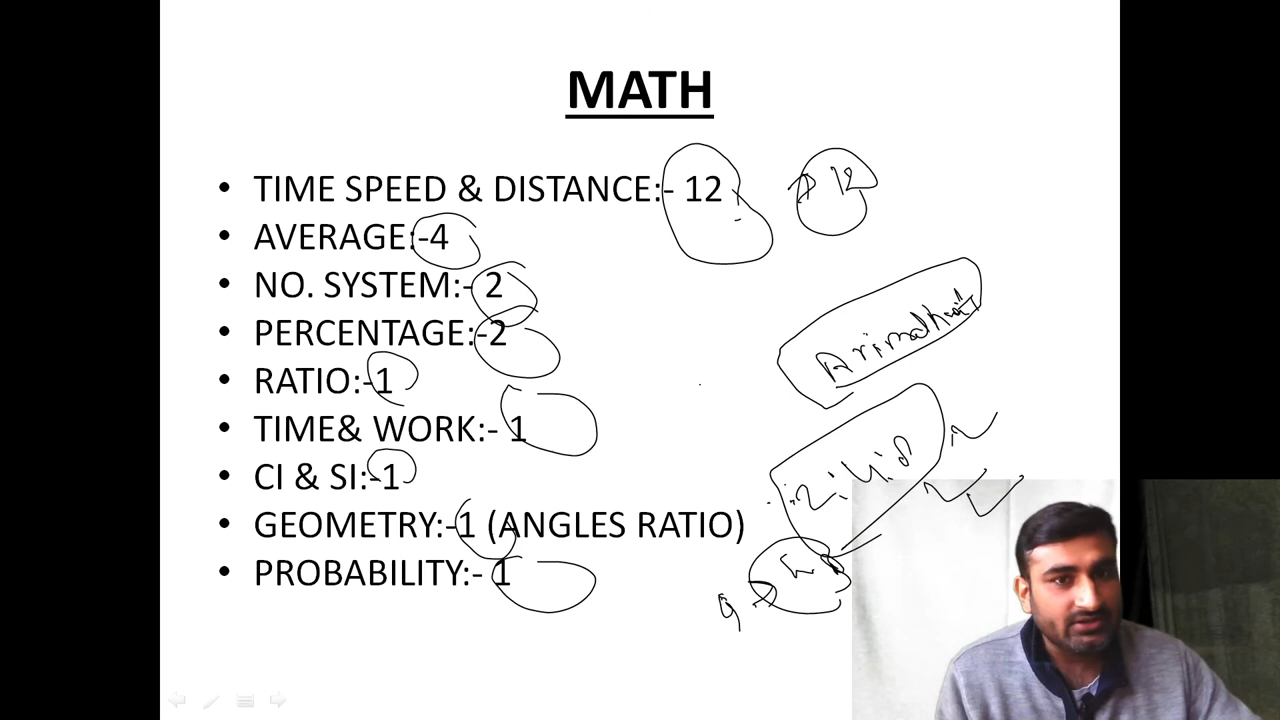 MATH
• TIME SPEED & DISTANCE:- 12
12
• AVERAGE:-4
• NO. SYSTEM:- 2
• PERCENTAGE:-2
• RATIO:-1
• TIME& WORK:- 1
• CI & SI:-1
• GEOMETRY:-1 (ANGLES RATIO)
• PROBABILITY:- 1